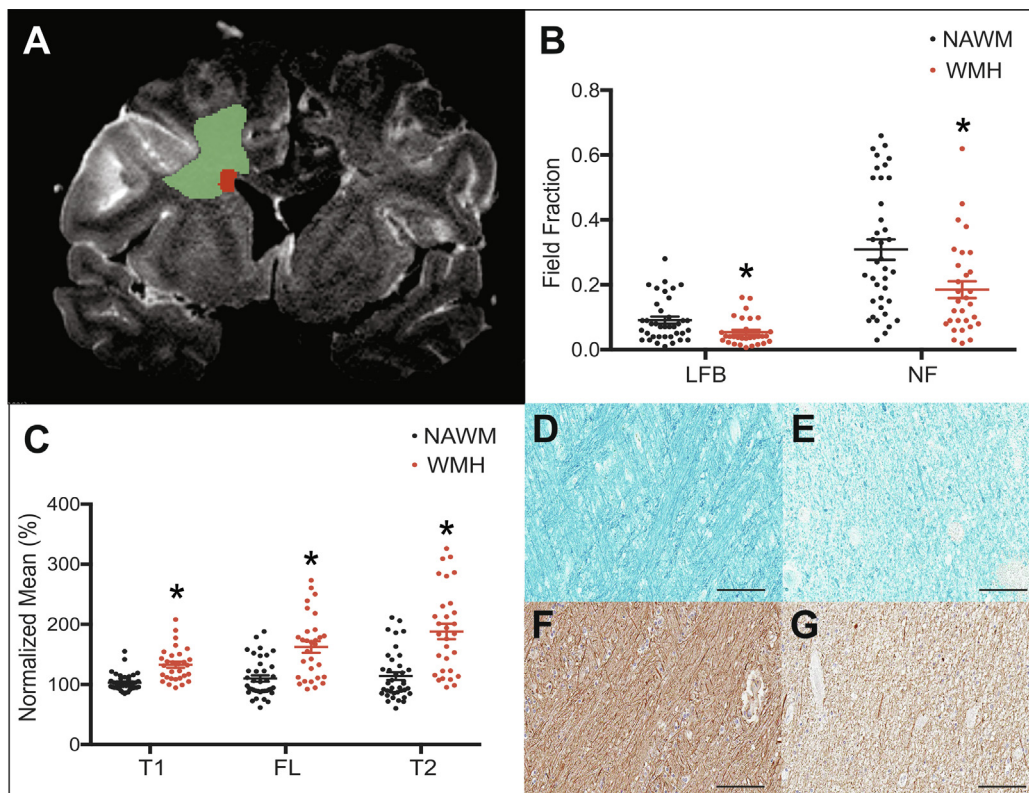 A
B
NAWM
WMH
Field Fraction
0.8
0.6
0.4
0.2
0.0
*
*
LFB
NF
C
NAWM
WMH
Normalized Mean (%)
400
300
200
100
0
*
*
*
T1
FL
T2
D
E
F
G